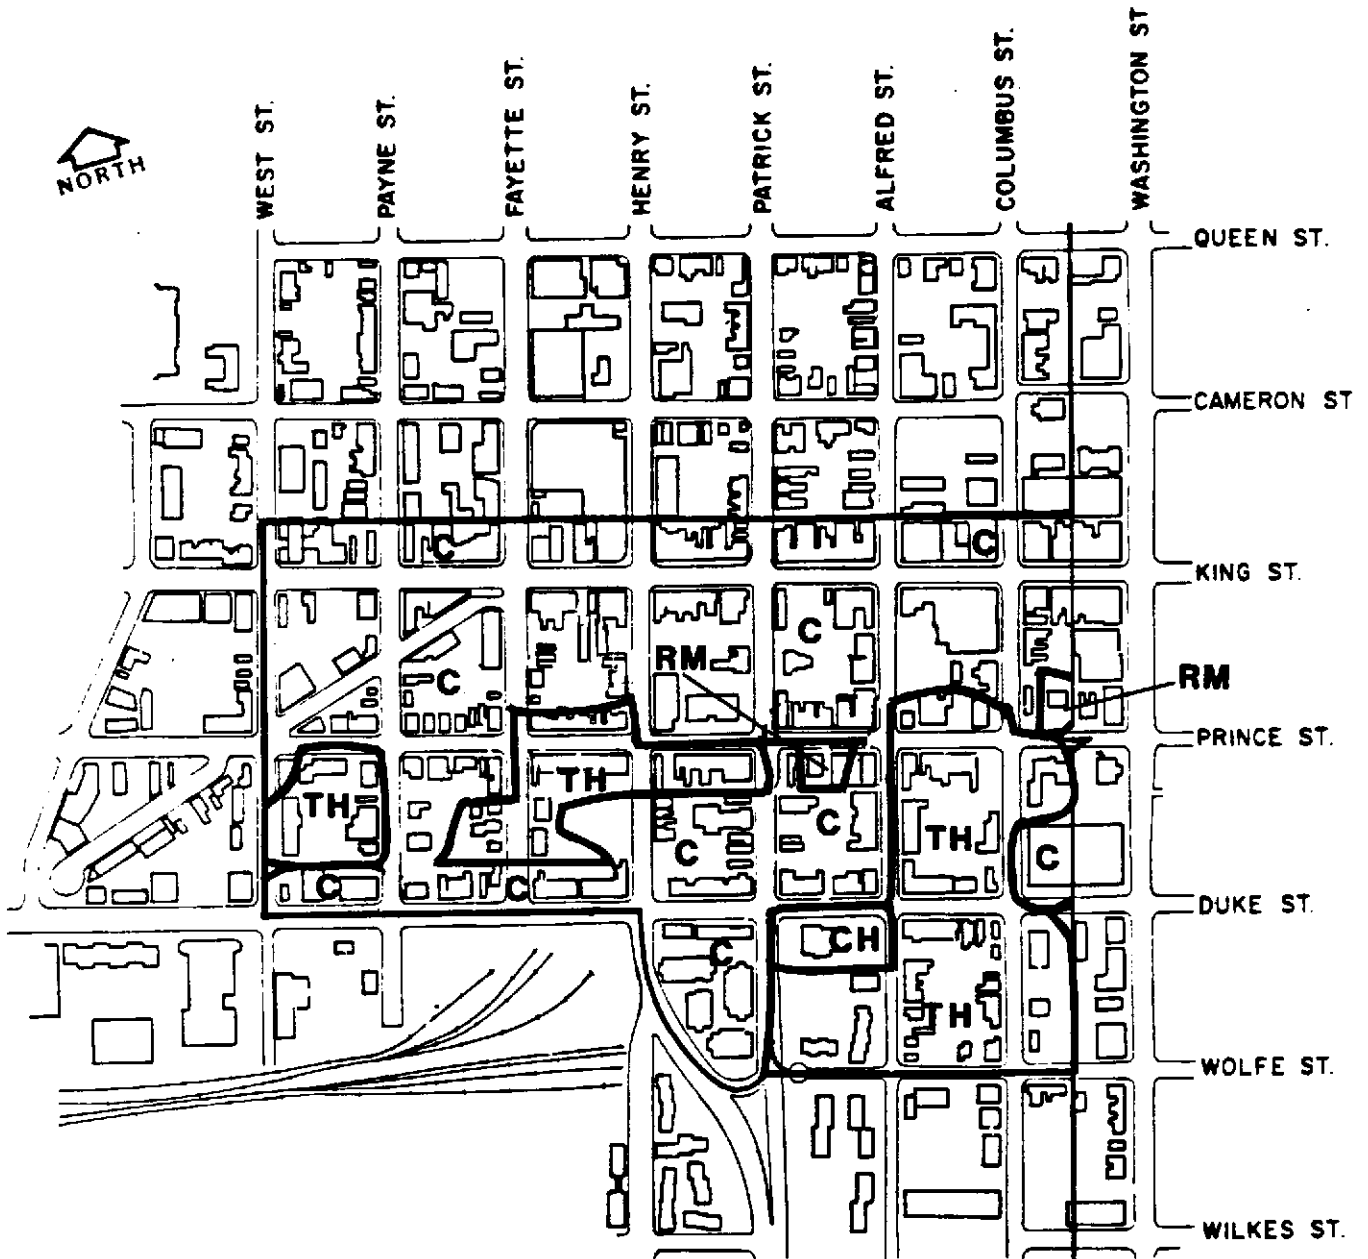 WEST ST.
PAYNE ST.
FAYETTE ST.
HENRY ST.
PATRICK ST.
ALFRED ST.
COLUMBUS ST.
WASHINGTON ST
NORTH
QUEEN ST.
CAMERON ST
C
TH
C
KING ST.
C
RM
C
RM
PRINCE ST.
TH
TH
C
TH
C
C
C
C
DUKE ST.
C
CH
TH
WOLFE ST.
WILKES ST.